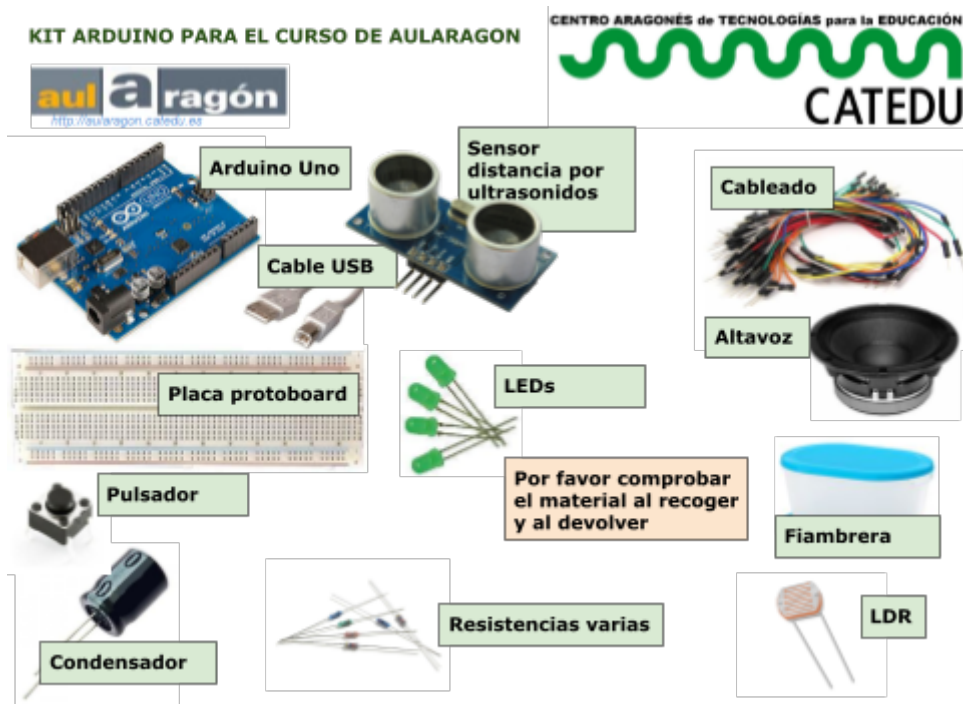 KIT ARDUINO PARA EL CURSO DE AULARAGON
CENTRO ARAGONÉS de TECNOLOGÍAS para la EDUCACIÓN
CATEDU
aulAragón
http://aularagon.catedu.es
Arduino Uno
Sensor
distancia por
ultrasonidos
Cableado
Cable USB
Altavoz
Placa protoboard
LEDs
Por favor comprobar
el material al recoger
y al devolver
Pulsador
Fiambrera
Condensador
Resistencias varias
LDR